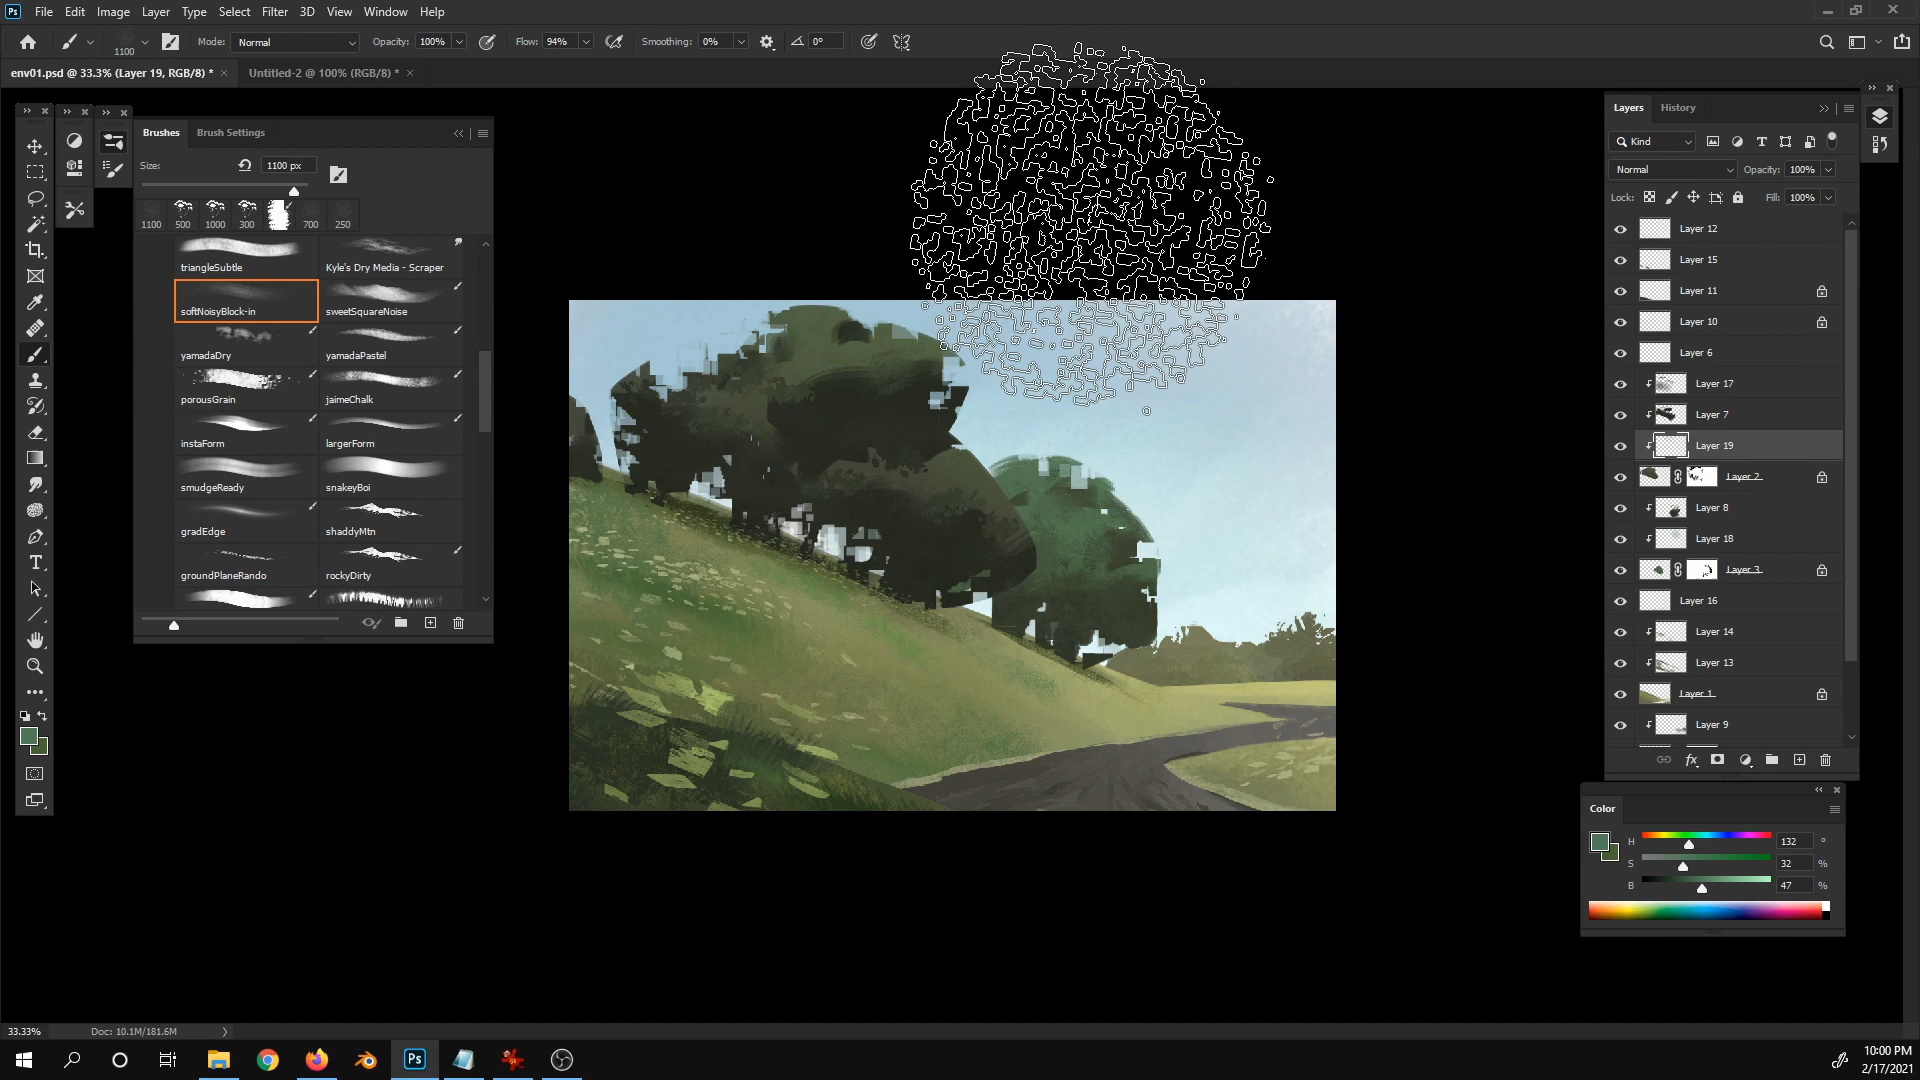 Ps File Edit Image Layer Type Select Filter 3D View Window Help
1100 Mode: Normal Opacity: 100% Flow: 94% Smoothing: 0% 0°
env01.psd @ 33.3% (Layer 19, RGB/8) * × Untitled-2 @ 100% (RGB/8) * ×
Brushes Brush Settings
Size: 1100 px
1100 500 1000 300 700 250
triangleSubtle Kyle's Dry Media - Scraper
softNoisyBlock-in sweetSquareNoise
yamadaDry yamadaPastel
porousGrain jaimeChalk
instaForm largerForm
smudgeReady snakeyBoi
gradEdge shaddyMtn
groundPlaneRando rockyDirty
Layers History
Kind
Normal Opacity: 100%
Lock: Fill: 100%
Layer 12
Layer 15
Layer 11
Layer 10
Layer 6
Layer 17
Layer 7
Layer 19
Layer 2
Layer 8
Layer 18
Layer 3
Layer 16
Layer 14
Layer 13
Layer 1
Layer 9
fx
Color
H 132 °
S 32 %
B 47 %
33.33% Doc: 10.1M/181.6M
Ps
10:00 PM
2/17/2021